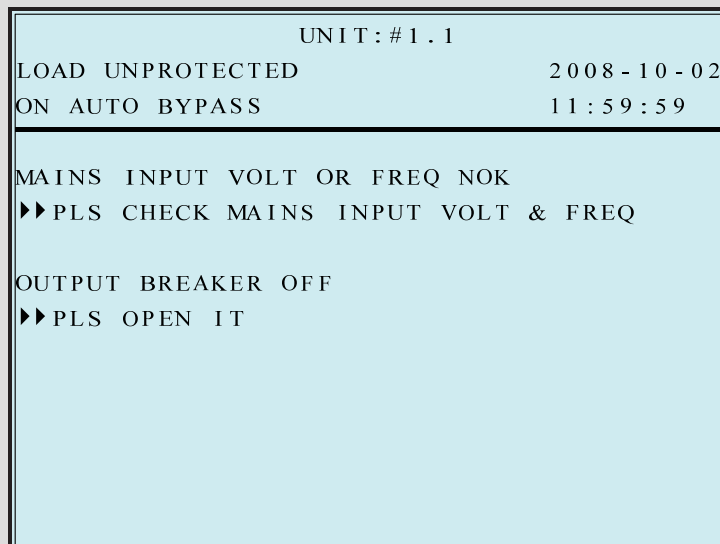 UNIT:#1.1
LOAD UNPROTECTED 2008-10-02
ON AUTO BYPASS 11:59:59
MAINS INPUT VOLT OR FREQ NOK
PLS CHECK MAINS INPUT VOLT & FREQ
OUTPUT BREAKER OFF
PLS OPEN IT